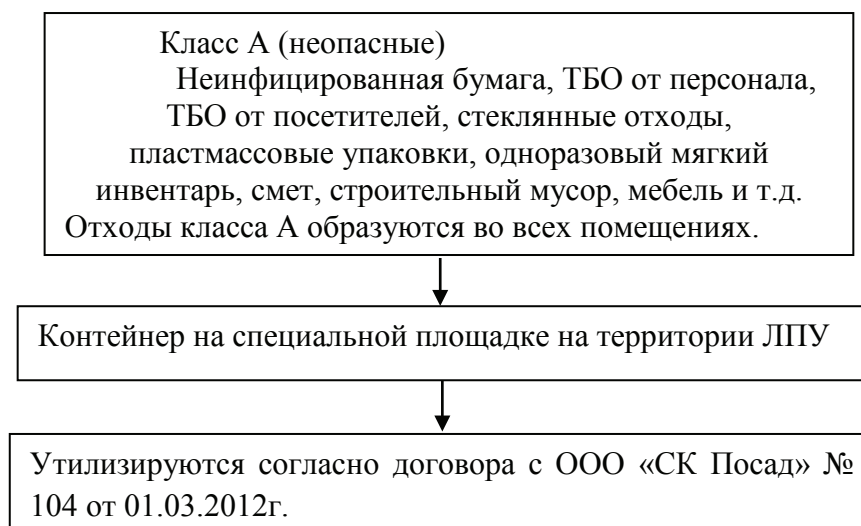 Класс А (неопасные)
Неинфицированная бумага, ТБО от персонала,
ТБО от посетителей, стеклянные отходы,
пластмассовые упаковки, одноразовый мягкий
инвентарь, смет, строительный мусор, мебель и т.д.
Отходы класса А образуются во всех помещениях.
Контейнер на специальной площадке на территории ЛПУ
Утилизируются согласно договора с ООО «СК Посад» №
104 от 01.03.2012г.